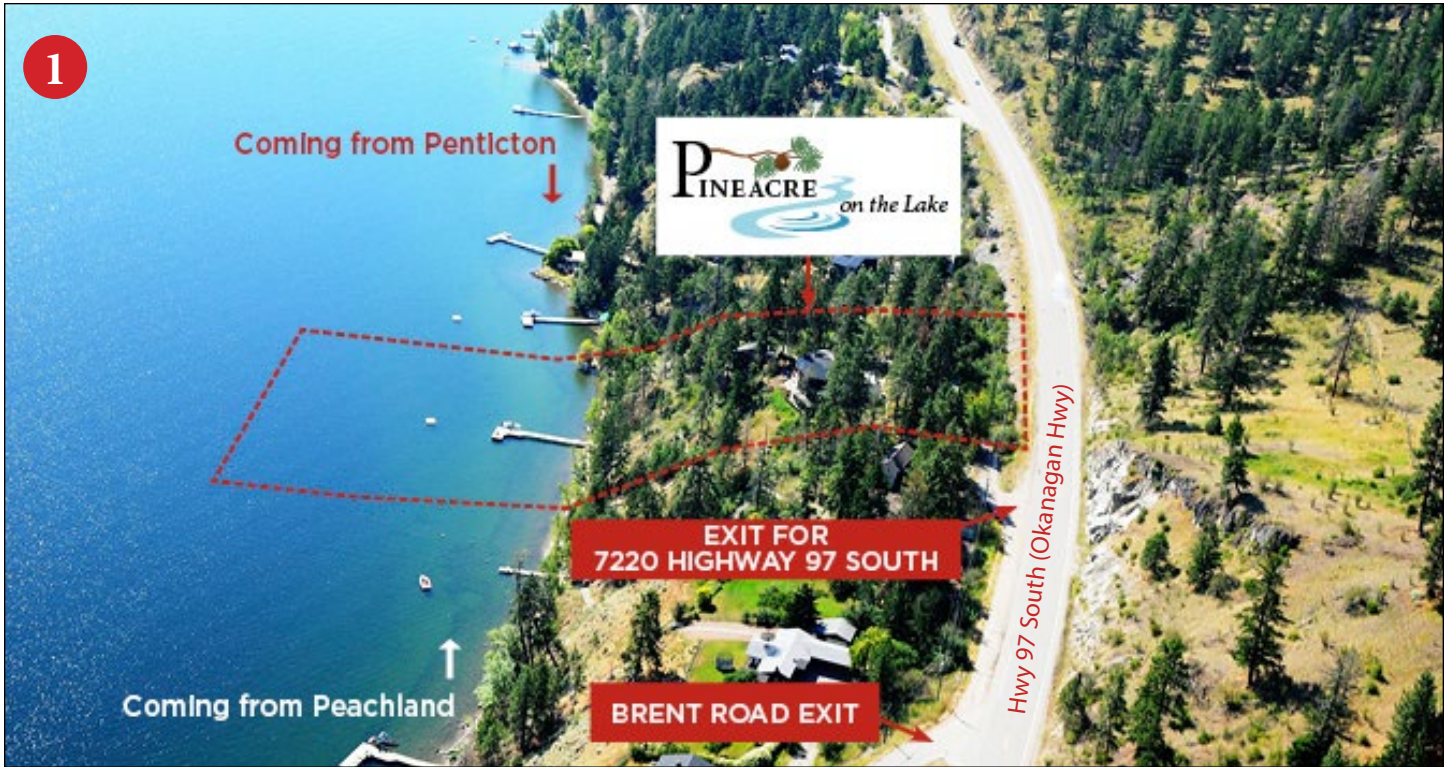 1
Coming from Penticton
PINEACRE
on the Lake
EXIT FOR
7220 HIGHWAY 97 SOUTH
Hwy 97 South (Okanagan Hwy)
Coming from Peachland
BRENT ROAD EXIT